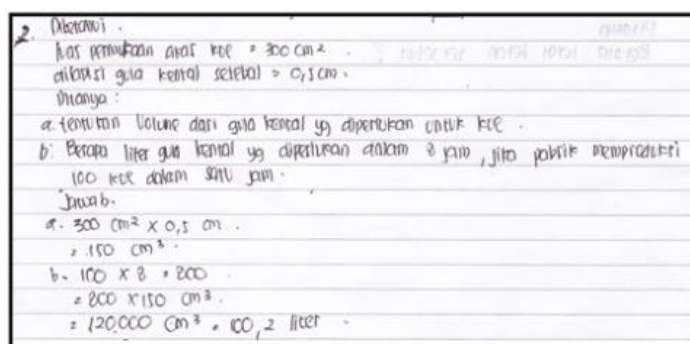 2. Diketahui .
luas permukaan atas kue = 300 cm2 .
dilapisi gula kental setebal = 0,5 cm .
Ditanya :
a. tentukan Volume dari gula kental yg diperlukan untuk kue .
b. Berapa liter gula kental yg diperlukan dalam 8 jam , jika pabrik memproduksi
100 kue dalam satu jam .
Jawab .
a. 300 cm² x 0,5 cm .
= 150 cm³ .
b. 100 x 8 = 800
= 800 x 150 cm³ .
= 120.000 cm³ = 100,2 liter .